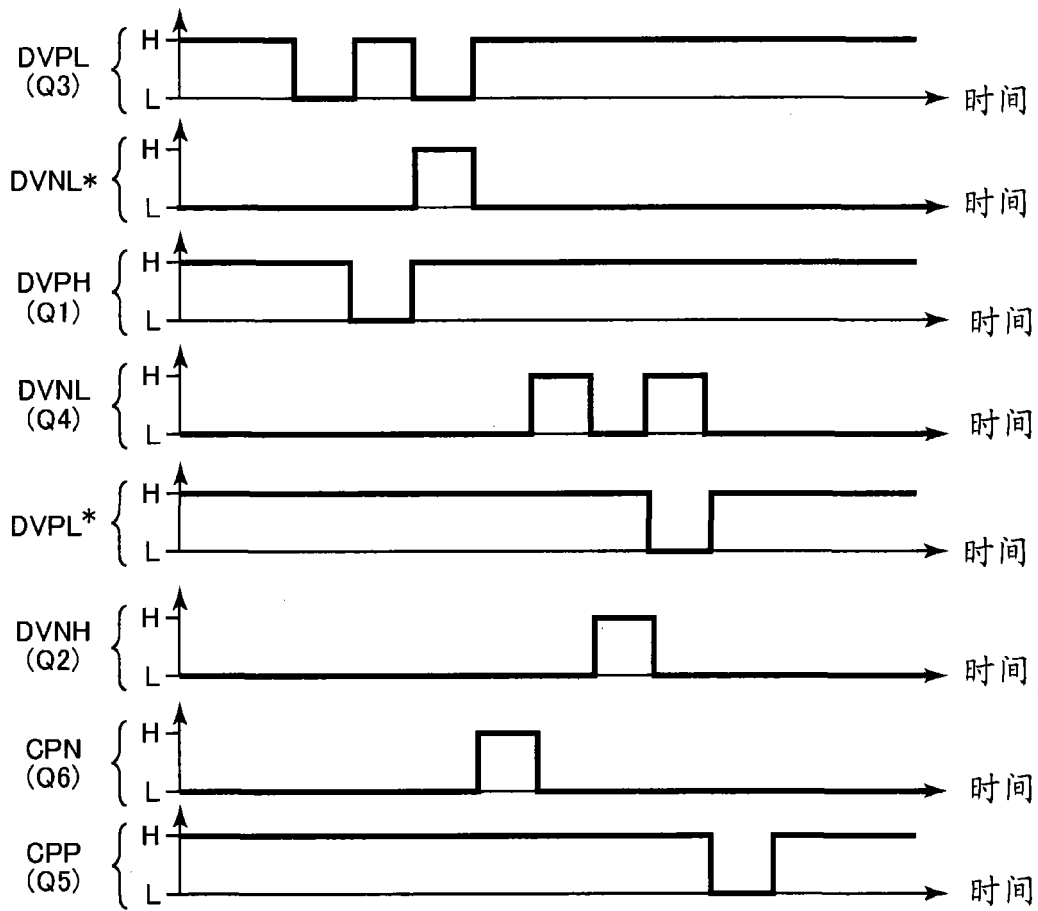 DVPL
(Q3)
H
L
时间
DVNL*
H
L
时间
DVPH
(Q1)
H
L
时间
DVNL
(Q4)
H
L
时间
DVPL*
H
L
时间
DVNH
(Q2)
H
L
时间
CPN
(Q6)
H
L
时间
CPP
(Q5)
H
L
时间